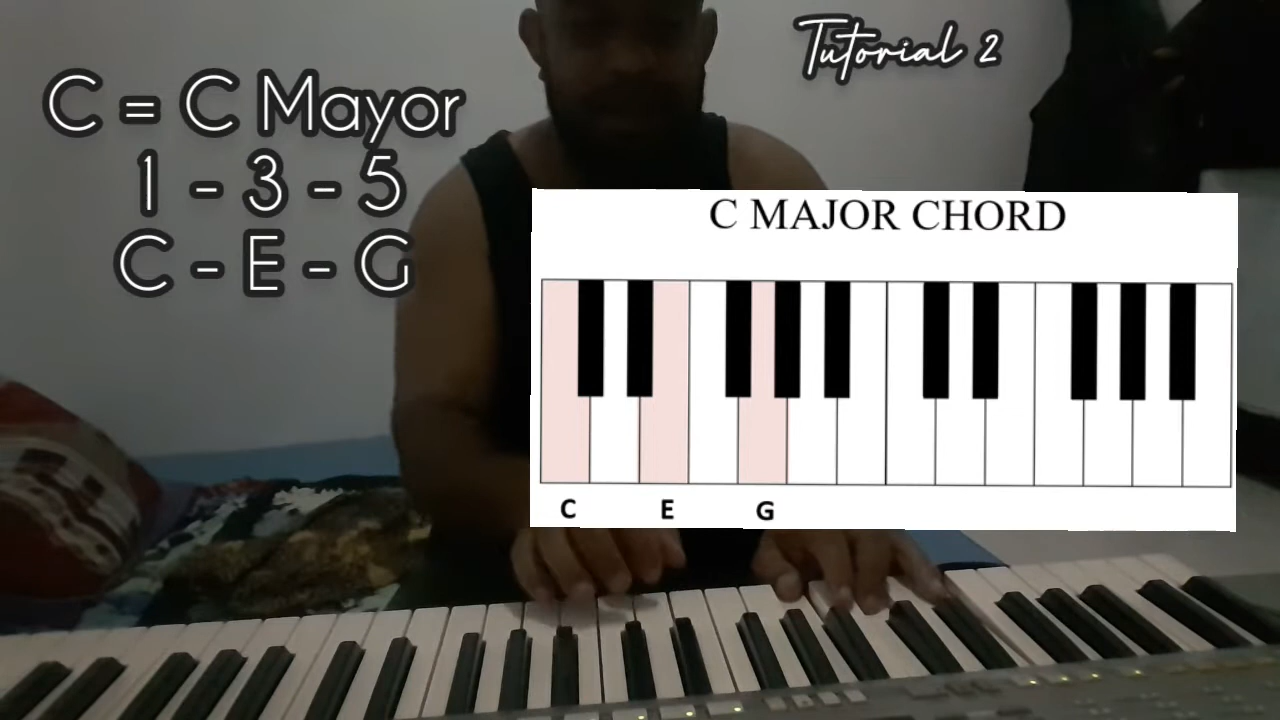 Tutorial 2
C = C Mayor
1 - 3 - 5
C - E - G
C MAJOR CHORD
C E G